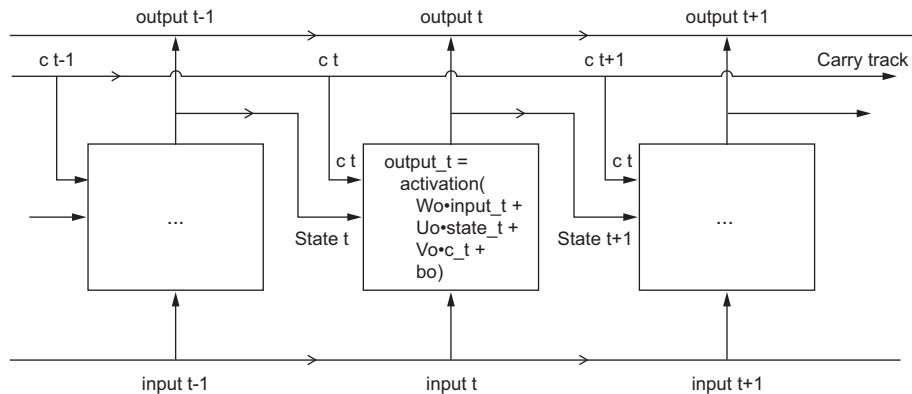 output t-1 output t output t+1
c t-1 c t c t+1 Carry track
c t c t
output_t =
activation(
Wo•input_t +
Uo•state_t +
Vo•c_t +
bo)
... ...
State t State t+1
input t-1 input t input t+1